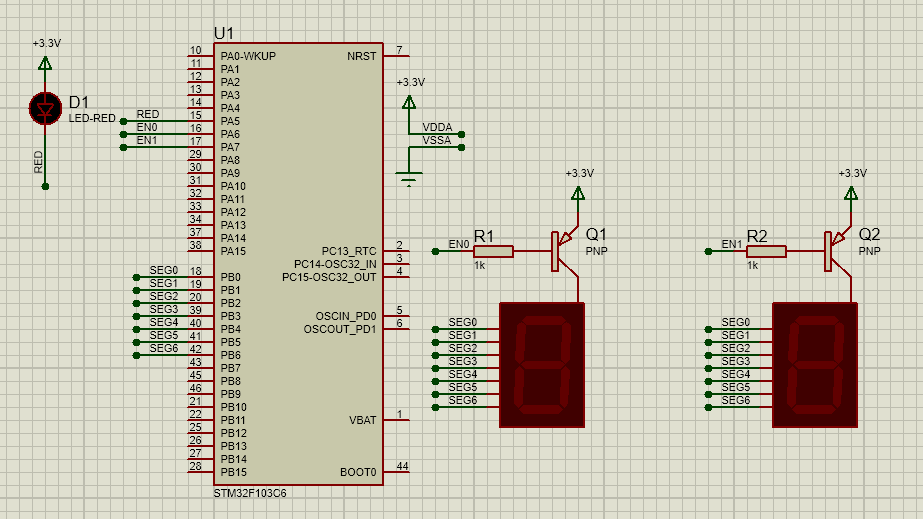 +3.3V
D1
LED-RED
RED
U1
10 PA0-WKUP
11 PA1
12 PA2
13 PA3
14 PA4
RED 15 PA5
EN0 16 PA6
EN1 17 PA7
29 PA8
30 PA9
31 PA10
32 PA11
33 PA12
34 PA13
37 PA14
38 PA15
SEG0 18 PB0
SEG1 19 PB1
SEG2 20 PB2
SEG3 39 PB3
SEG4 40 PB4
SEG5 41 PB5
SEG6 42 PB6
43 PB7
45 PB8
46 PB9
21 PB10
22 PB11
25 PB12
26 PB13
27 PB14
28 PB15
NRST 7
PC13_RTC 2
PC14-OSC32_IN 3
PC15-OSC32_OUT 4
OSCIN_PD0 5
OSCOUT_PD1 6
VBAT 1
BOOT0 44
STM32F103C6
+3.3V
VDDA
VSSA
+3.3V
EN0 R1
1k
Q1
PNP
SEG0
SEG1
SEG2
SEG3
SEG4
SEG5
SEG6
+3.3V
EN1 R2
1k
Q2
PNP
SEG0
SEG1
SEG2
SEG3
SEG4
SEG5
SEG6